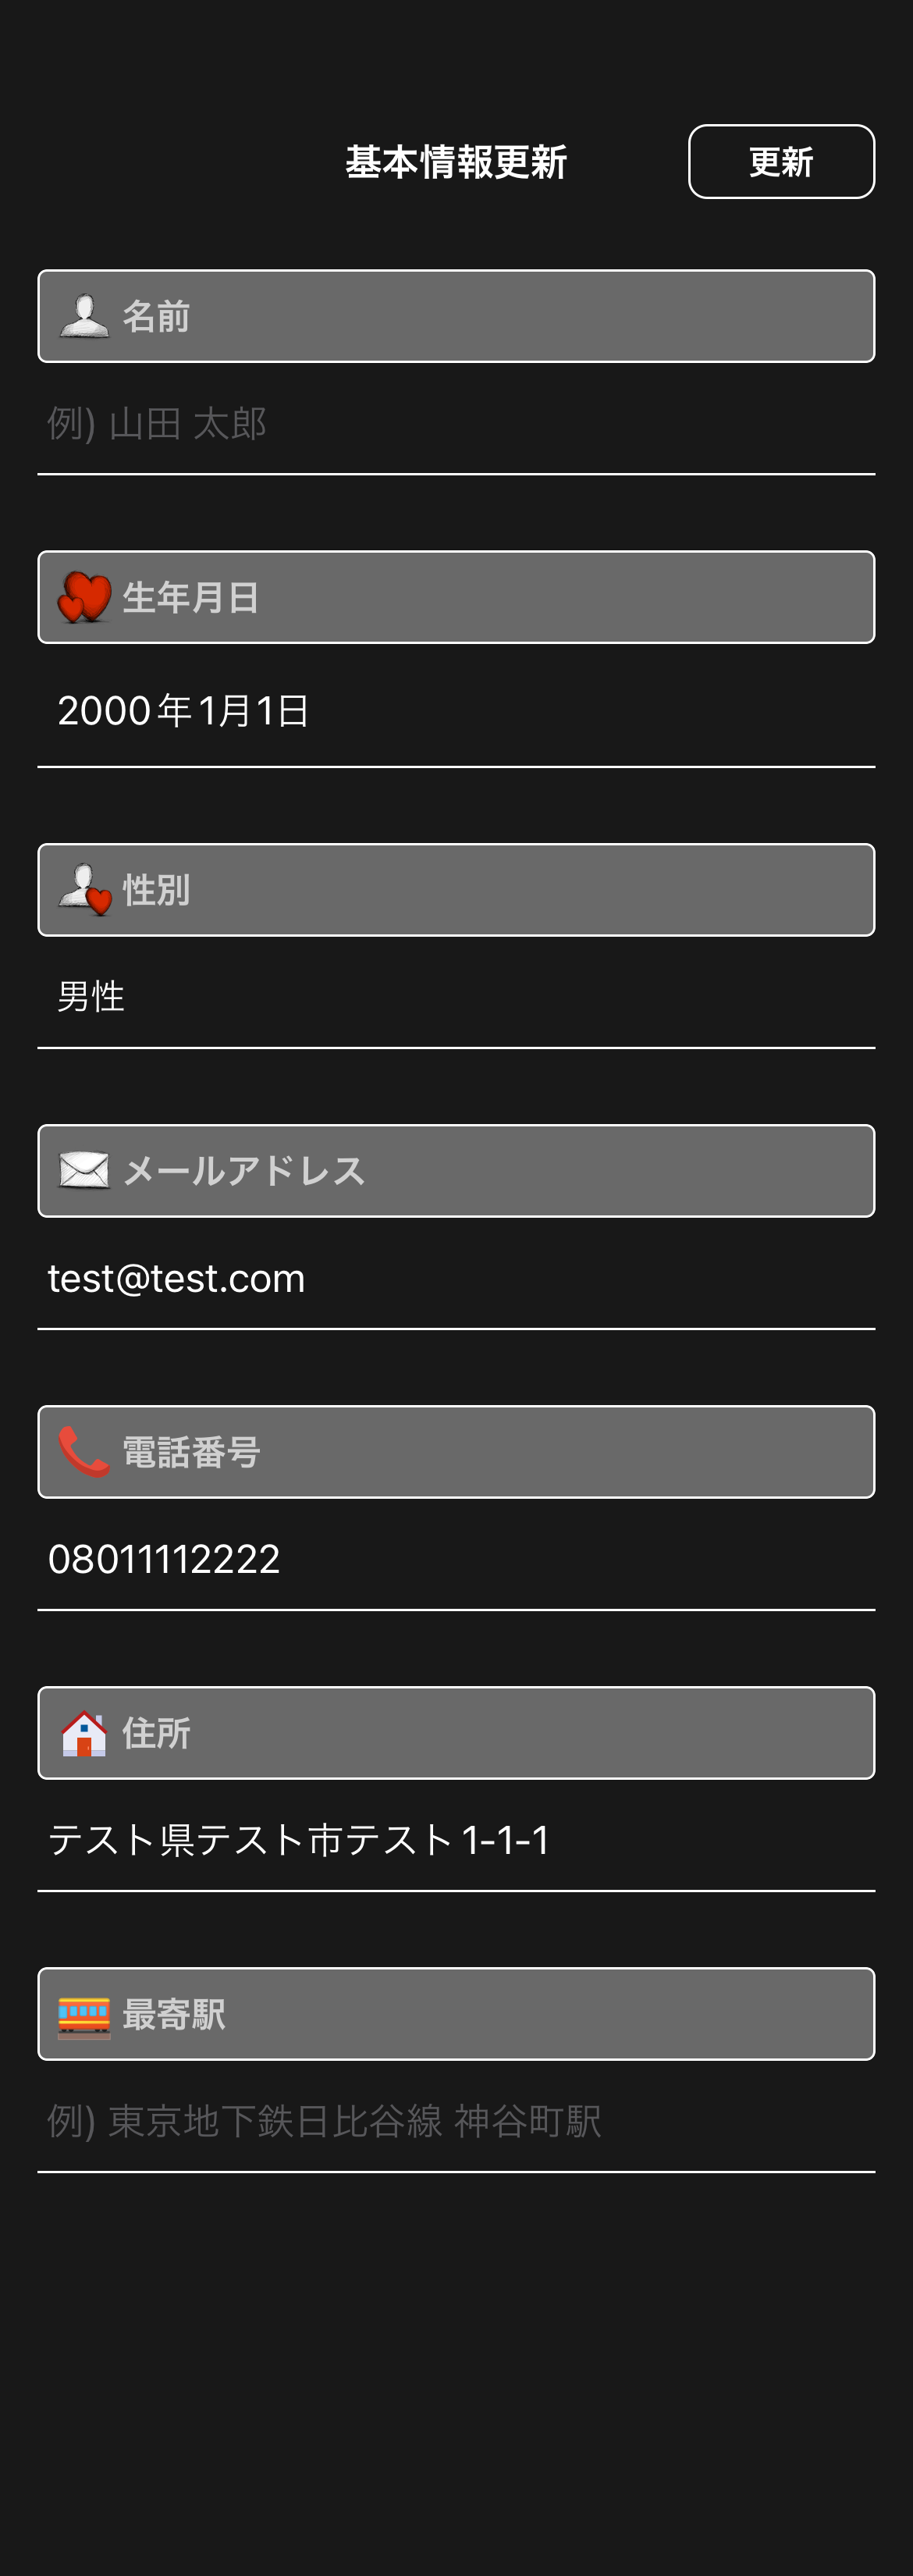 基本情報更新
更新
名前
例) 山田 太郎
生年月日
2000年1月1日
性別
男性
メールアドレス
test@test.com
電話番号
08011112222
住所
テスト県テスト市テスト1-1-1
最寄駅
例) 東京地下鉄日比谷線 神谷町駅